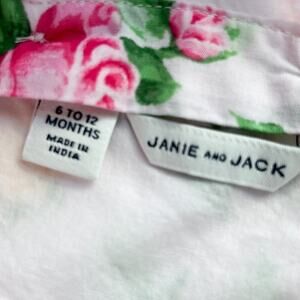 6 TO 12
MONTHS
MADE IN
INDIA
JANIE AND JACK